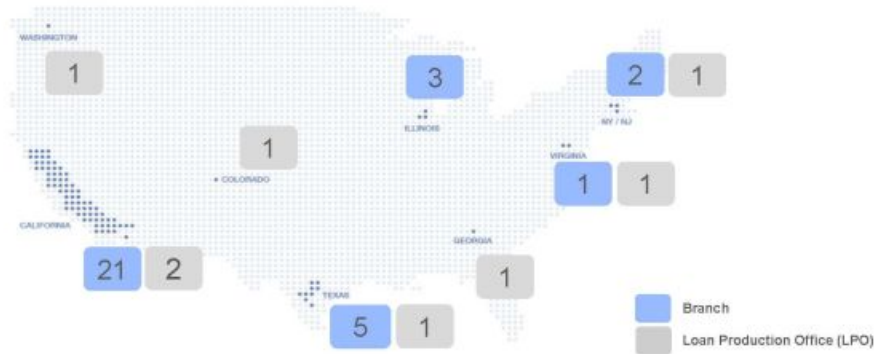 WASHINGTON
1
3
2 1
ILLINOIS
NY / NJ
1
COLORADO
VIRGINIA
1 1
CALIFORNIA
GEORGIA
21 2
1
TEXAS
5 1
Branch
Loan Production Office (LPO)